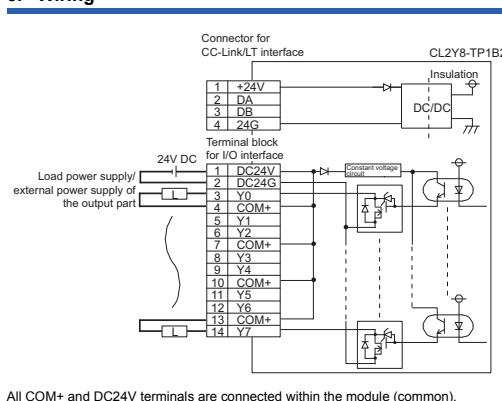 Connector for
CC-Link/LT interface
CL2Y8-TP1B2
Insulation
1 +24V
2 DA
3 DB
4 24G
DC/DC
Terminal block
for I/O interface
24V DC
Load power supply/
external power supply of
the output part
1 DC24V
2 DC24G
3 Y0
4 COM+
5 Y1
6 Y2
7 COM+
8 Y3
9 Y4
10 COM+
11 Y5
12 Y6
13 COM+
14 Y7
L
L
Constant voltage
circuit
All COM+ and DC24V terminals are connected within the module (common).